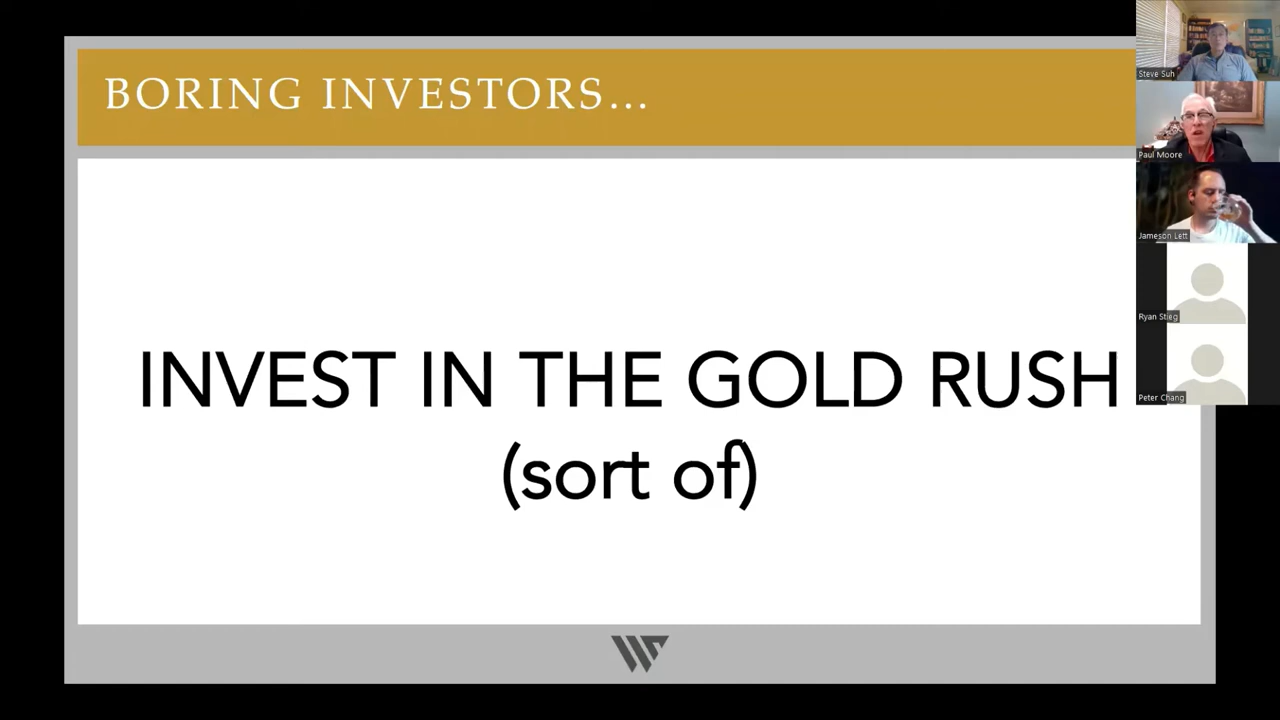 BORING INVESTORS...
INVEST IN THE GOLD RUSH
(sort of)
Steve Suh
Paul Moore
Jameson Lett
Ryan Stieg
Peter Chang